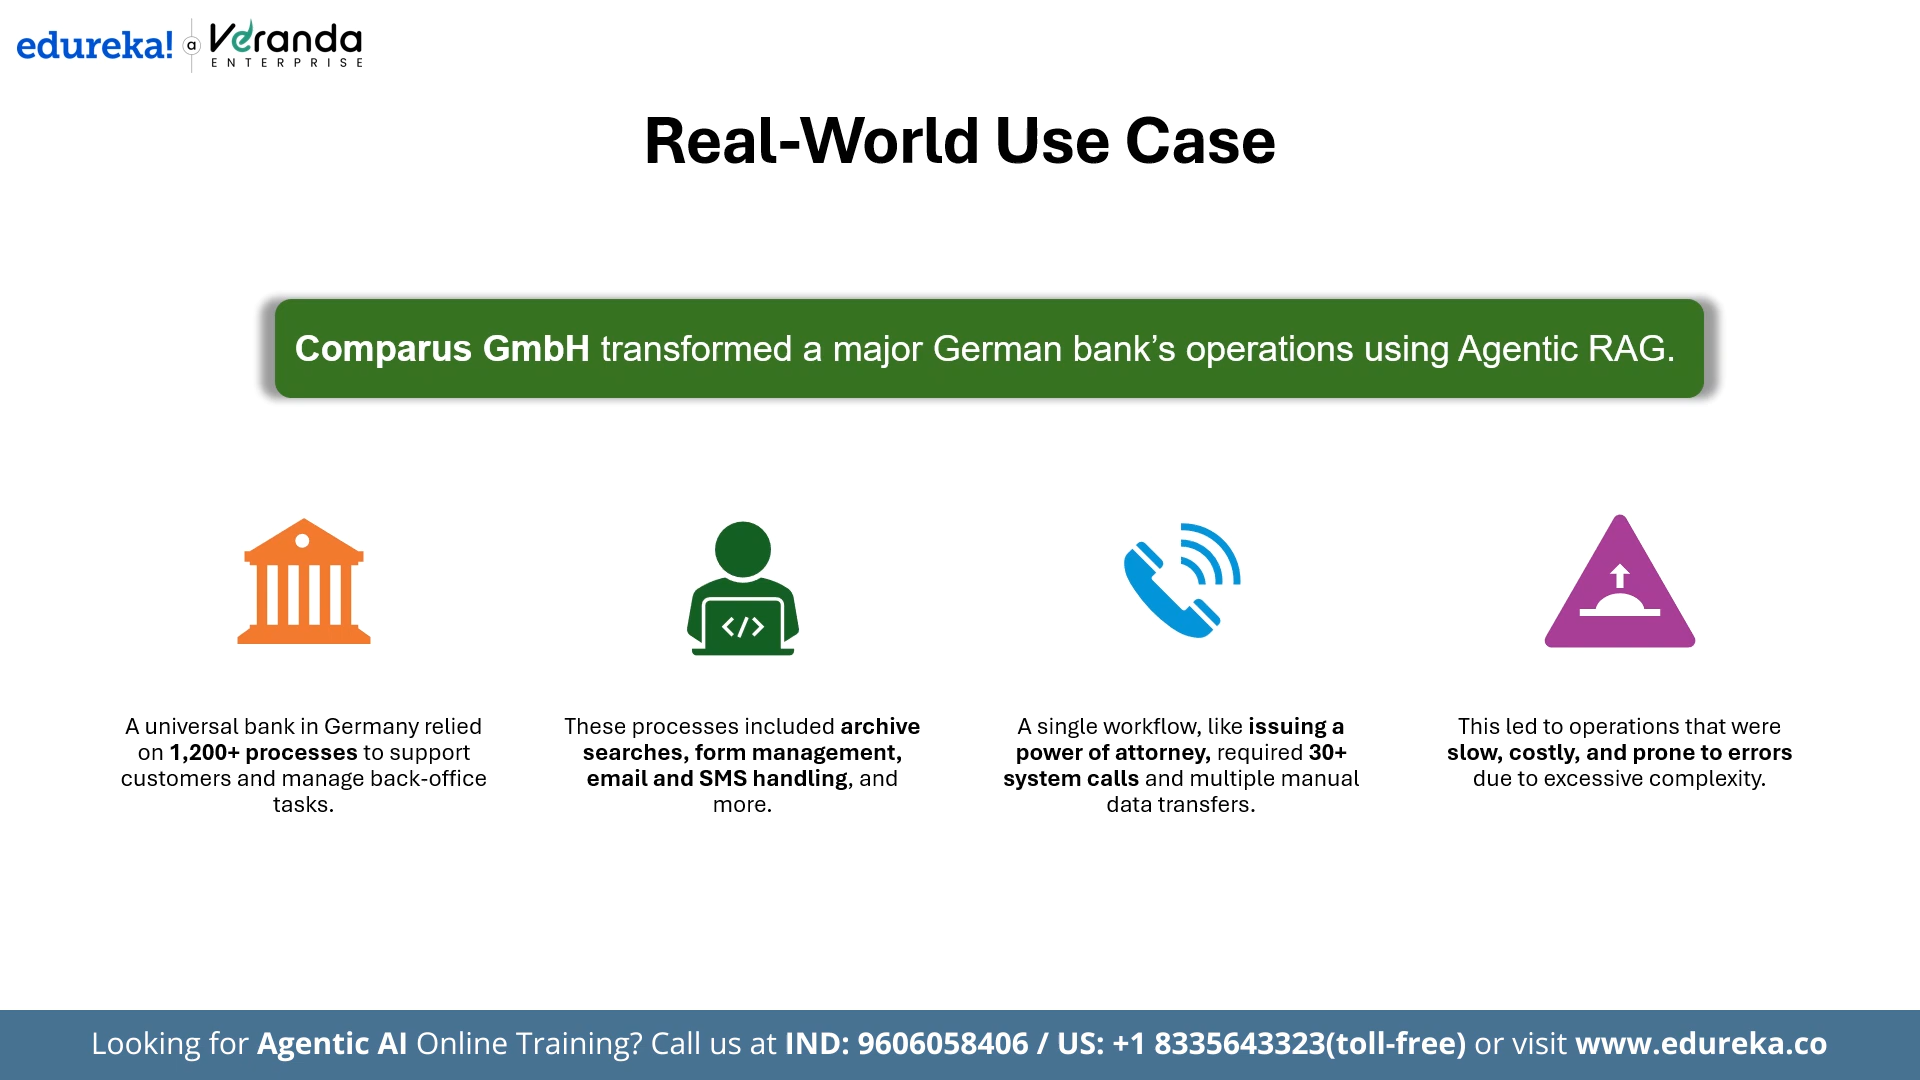 edureka! a Veranda
ENTERPRISE
Real-World Use Case
Comparus GmbH transformed a major German bank’s operations using Agentic RAG.
A universal bank in Germany relied
on 1,200+ processes to support
customers and manage back-office
tasks.
These processes included archive
searches, form management,
email and SMS handling, and
more.
</>
A single workflow, like issuing a
power of attorney, required 30+
system calls and multiple manual
data transfers.
This led to operations that were
slow, costly, and prone to errors
due to excessive complexity.
Looking for Agentic AI Online Training? Call us at IND: 9606058406 / US: +1 8335643323(toll-free) or visit www.edureka.co